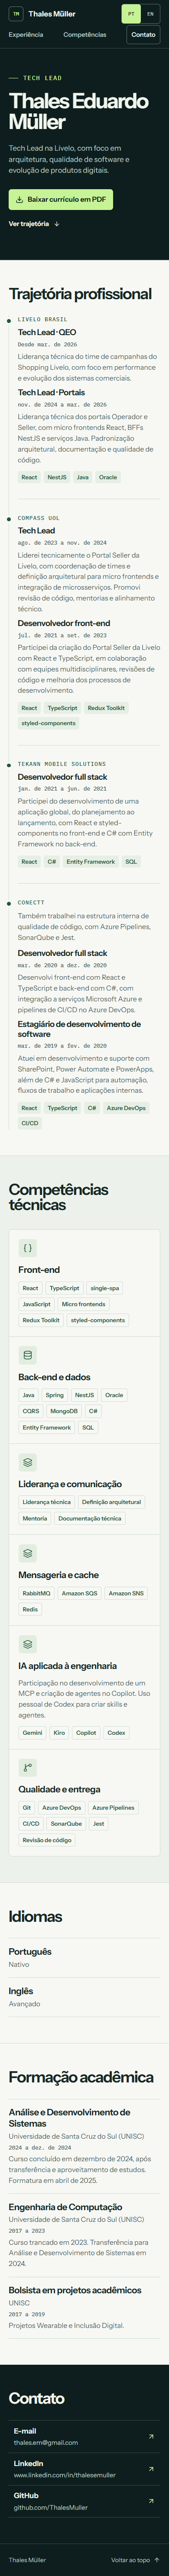 TM Thales Müller PT EN
Experiência Competências Contato
TECH LEAD
Thales Eduardo
Müller
Tech Lead na Livelo, com foco em
arquitetura, qualidade de software e
evolução de produtos digitais.
Baixar currículo em PDF
Ver trajetória ↓
Trajetória profissional
LIVELO BRASIL
Tech Lead · QEO
Desde mar. de 2026
Liderança técnica do time de campanhas do
Shopping Livelo, com foco em performance
e evolução dos sistemas comerciais.
Tech Lead · Portais
nov. de 2024 a mar. de 2026
Liderança técnica dos portais Operador e
Seller, com micro frontends React, BFFs
NestJS e serviços Java. Padronização
arquitetural, documentação e qualidade de
código.
React NestJS Java Oracle
COMPASS UOL
Tech Lead
ago. de 2023 a nov. de 2024
Liderei tecnicamente o Portal Seller da
Livelo, com coordenação de times e
definição arquitetural para micro frontends e
integração de microsserviços. Promovi
revisão de código, mentorias e alinhamento
técnico.
Desenvolvedor front-end
jul. de 2021 a set. de 2023
Participei da criação do Portal Seller da Livelo
com React e TypeScript, em colaboração
com equipes multidisciplinares, revisões de
código e melhoria dos processos de
desenvolvimento.
React TypeScript Redux Toolkit
styled-components
TEKANN MOBILE SOLUTIONS
Desenvolvedor full stack
jan. de 2021 a jun. de 2021
Participei do desenvolvimento de uma
aplicação global, do planejamento ao
lançamento, com React e styled-
components no front-end e C# com Entity
Framework no back-end.
React C# Entity Framework SQL
CONECTT
Também trabalhei na estrutura interna de
qualidade de código, com Azure Pipelines,
SonarQube e Jest.
Desenvolvedor full stack
mar. de 2020 a dez. de 2020
Desenvolvi front-end com React e
TypeScript e back-end com C#, com
integração a serviços Microsoft Azure e
pipelines de CI/CD no Azure DevOps.
Estagiário de desenvolvimento de
software
mar. de 2019 a fev. de 2020
Atuei em desenvolvimento e suporte com
SharePoint, Power Automate e PowerApps,
além de C# e JavaScript para automação,
fluxos de trabalho e aplicações internas.
React TypeScript C# Azure DevOps
CI/CD
Competências
técnicas
Front-end
React TypeScript single-spa
JavaScript Micro frontends
Redux Toolkit styled-components
Back-end e dados
Java Spring NestJS Oracle
CQRS MongoDB C#
Entity Framework SQL
Liderança e comunicação
Liderança técnica Definição arquitetural
Mentoria Documentação técnica
Mensageria e cache
RabbitMQ Amazon SQS Amazon SNS
Redis
IA aplicada à engenharia
Participação no desenvolvimento de um
MCP e criação de agentes no Copilot. Uso
pessoal de Codex para criar skills e
agentes.
Gemini Kiro Copilot Codex
Qualidade e entrega
Git Azure DevOps Azure Pipelines
CI/CD SonarQube Jest
Revisão de código
Idiomas
Português
Nativo
Inglês
Avançado
Formação acadêmica
Análise e Desenvolvimento de
Sistemas
Universidade de Santa Cruz do Sul (UNISC)
2024 a dez. de 2024
Curso concluído em dezembro de 2024, após
transferência e aproveitamento de estudos.
Formatura em abril de 2025.
Engenharia de Computação
Universidade de Santa Cruz do Sul (UNISC)
2017 a 2023
Curso trancado em 2023. Transferência para
Análise e Desenvolvimento de Sistemas em
2024.
Bolsista em projetos acadêmicos
UNISC
2017 a 2019
Projetos Wearable e Inclusão Digital.
Contato
E-mail
thales.em@gmail.com
LinkedIn
www.linkedin.com/in/thalesemuller
GitHub
github.com/ThalesMuller
Thales Müller Voltar ao topo ↑